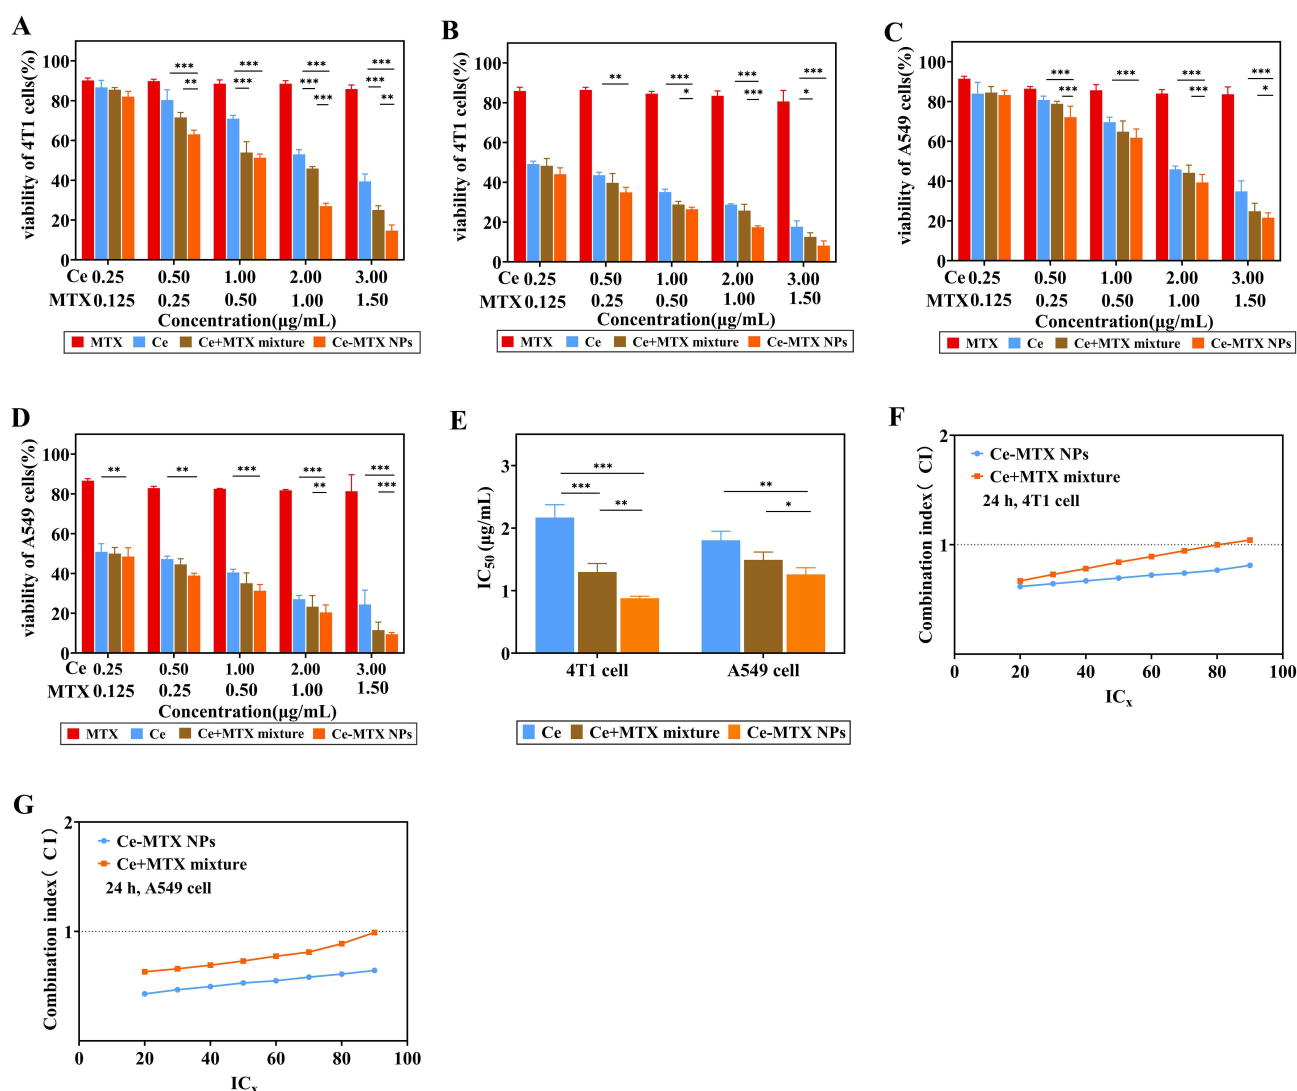 A
viability of 4T1 cells(%)
100
80
60
40
20
0
*** *** *** ***
** *** *** ***
*** **
Ce 0.25 0.50 1.00 2.00 3.00
MTX 0.125 0.25 0.50 1.00 1.50
Concentration(μg/mL)
MTX Ce Ce+MTX mixture Ce-MTX NPs
B
viability of 4T1 cells(%)
100
80
60
40
20
0
** *** *** ***
* *** *
Ce 0.25 0.50 1.00 2.00 3.00
MTX 0.125 0.25 0.50 1.00 1.50
Concentration(μg/mL)
MTX Ce Ce+MTX mixture Ce-MTX NPs
C
viability of A549 cells(%)
100
80
60
40
20
0
*** *** *** ***
*** *** *
Ce 0.25 0.50 1.00 2.00 3.00
MTX 0.125 0.25 0.50 1.00 1.50
Concentration(μg/mL)
MTX Ce Ce+MTX mixture Ce-MTX NPs
D
viability of A549 cells(%)
100
80
60
40
20
0
** ** *** *** ***
** ***
Ce 0.25 0.50 1.00 2.00 3.00
MTX 0.125 0.25 0.50 1.00 1.50
Concentration(μg/mL)
MTX Ce Ce+MTX mixture Ce-MTX NPs
E
IC50 (μg/mL)
3
2
1
0
*** **
*** ** *
4T1 cell A549 cell
Ce Ce+MTX mixture Ce-MTX NPs
F
Combination index( CI)
2
1
Ce-MTX NPs
Ce+MTX mixture
24 h, 4T1 cell
0 20 40 60 80 100
ICx
G
Combination index( CI)
2
1
Ce-MTX NPs
Ce+MTX mixture
24 h, A549 cell
0 20 40 60 80 100
ICx